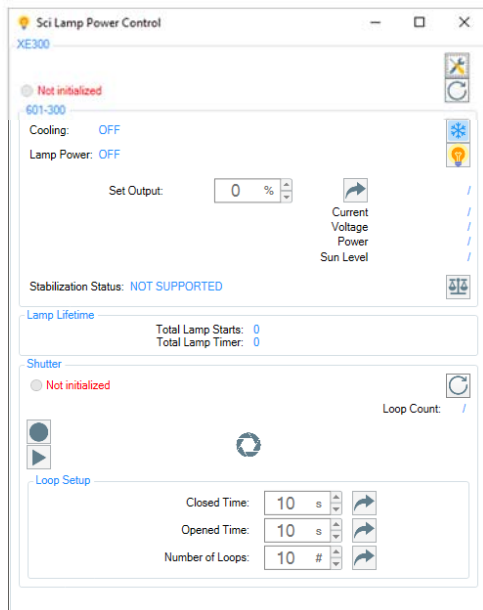 Sci Lamp Power Control
XE300
Not initialized
601-300
Cooling: OFF
Lamp Power: OFF
Set Output: 0 %
/
Current /
Voltage /
Power /
Sun Level /
Stabilization Status: NOT SUPPORTED
Lamp Lifetime
Total Lamp Starts: 0
Total Lamp Timer: 0
Shutter
Not initialized
Loop Count: /
Loop Setup
Closed Time: 10 s
Opened Time: 10 s
Number of Loops: 10 #